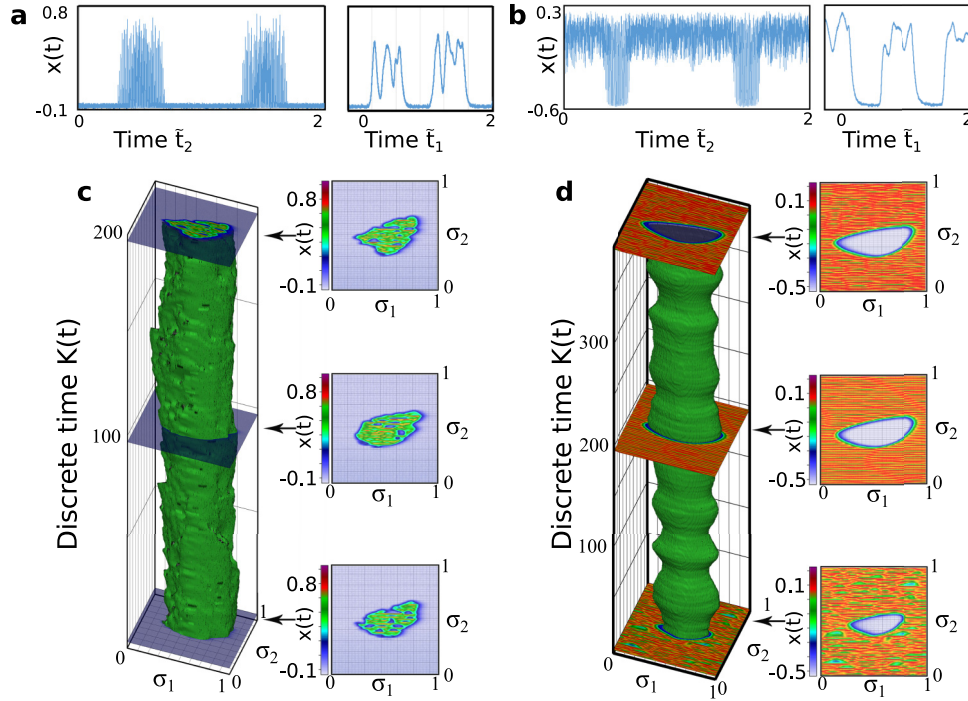 a
0.8
x(t)
-0.1
0
2
Time t̃₂
0
2
Time t̃₁
b
0.3
x(t)
-0.6
0
2
Time t̃₂
0
2
Time t̃₁
c
Discrete time K(t)
200
100
0
σ₁
1
0
σ₂
1
0.8
x(t)
-0.1
0
σ₁
1
1
σ₂
0
0.8
x(t)
-0.1
0
σ₁
1
1
σ₂
0
0.8
x(t)
-0.1
0
σ₁
1
1
σ₂
0
d
Discrete time K(t)
300
200
100
0
σ₁
1
0
σ₂
1
0.1
x(t)
-0.5
0
σ₁
1
1
σ₂
0
0.1
x(t)
-0.5
0
σ₁
1
1
σ₂
0
0.1
x(t)
-0.5
0
σ₁
1
1
σ₂
0